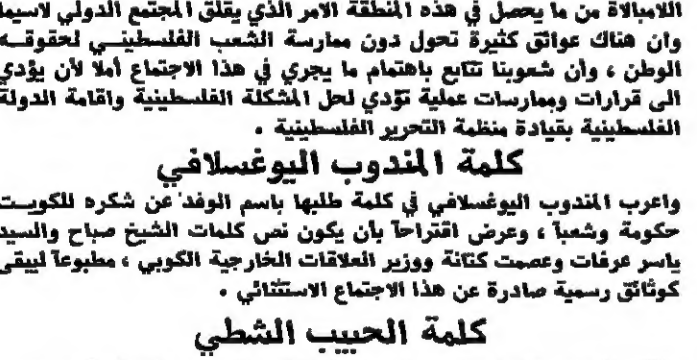 اللامبالاة من ما يحصل في هذه المنطقة الامر الذي يقلق المجتمع الدولي لاسيما
وان هناك عوائق كثيرة تحول دون ممارسة الشعب الفلسطينـي لحقوقـه
الوطن ، وأن شعوبنا تتابع باهتمام ما يجري في هذا الاجتماع أملا لأن يؤدي
الى قرارات وممارسات عملية تؤدي لحل المشكلة الفلسطينية واقامة الدولة
الفلسطينية بقيادة منظمة التحرير الفلسطينية .
كلمة المندوب اليوغسلافي
واعرب المندوب اليوغسلافي في كلمة طلبها باسم الوفد عن شكره للكويـت
حكومة وشعباً ، وعرض اقتراحاً بأن يكون نص كلمات الشيخ صباح والسيد
ياسر عرفات وعصمت كتانة ووزير العلاقات الخارجية الكوبي ، مطبوعاً ليبقى
كوثائق رسمية صادرة عن هذا الاجتماع الاستثنائي .
كلمة الحبيب الشطي